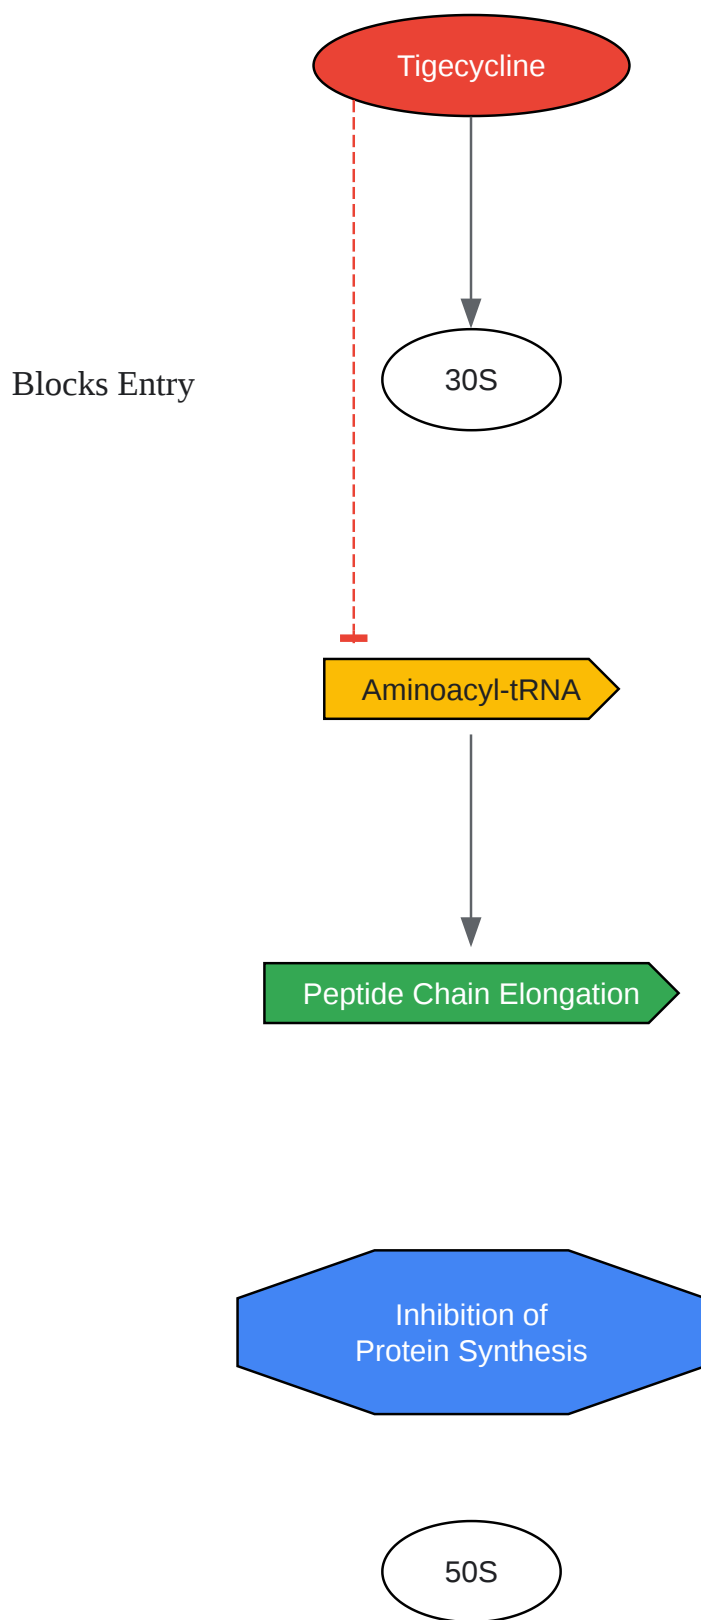 Tigecycline
30S
Blocks Entry
Aminoacyl-tRNA
Peptide Chain Elongation
Inhibition of
Protein Synthesis
50S